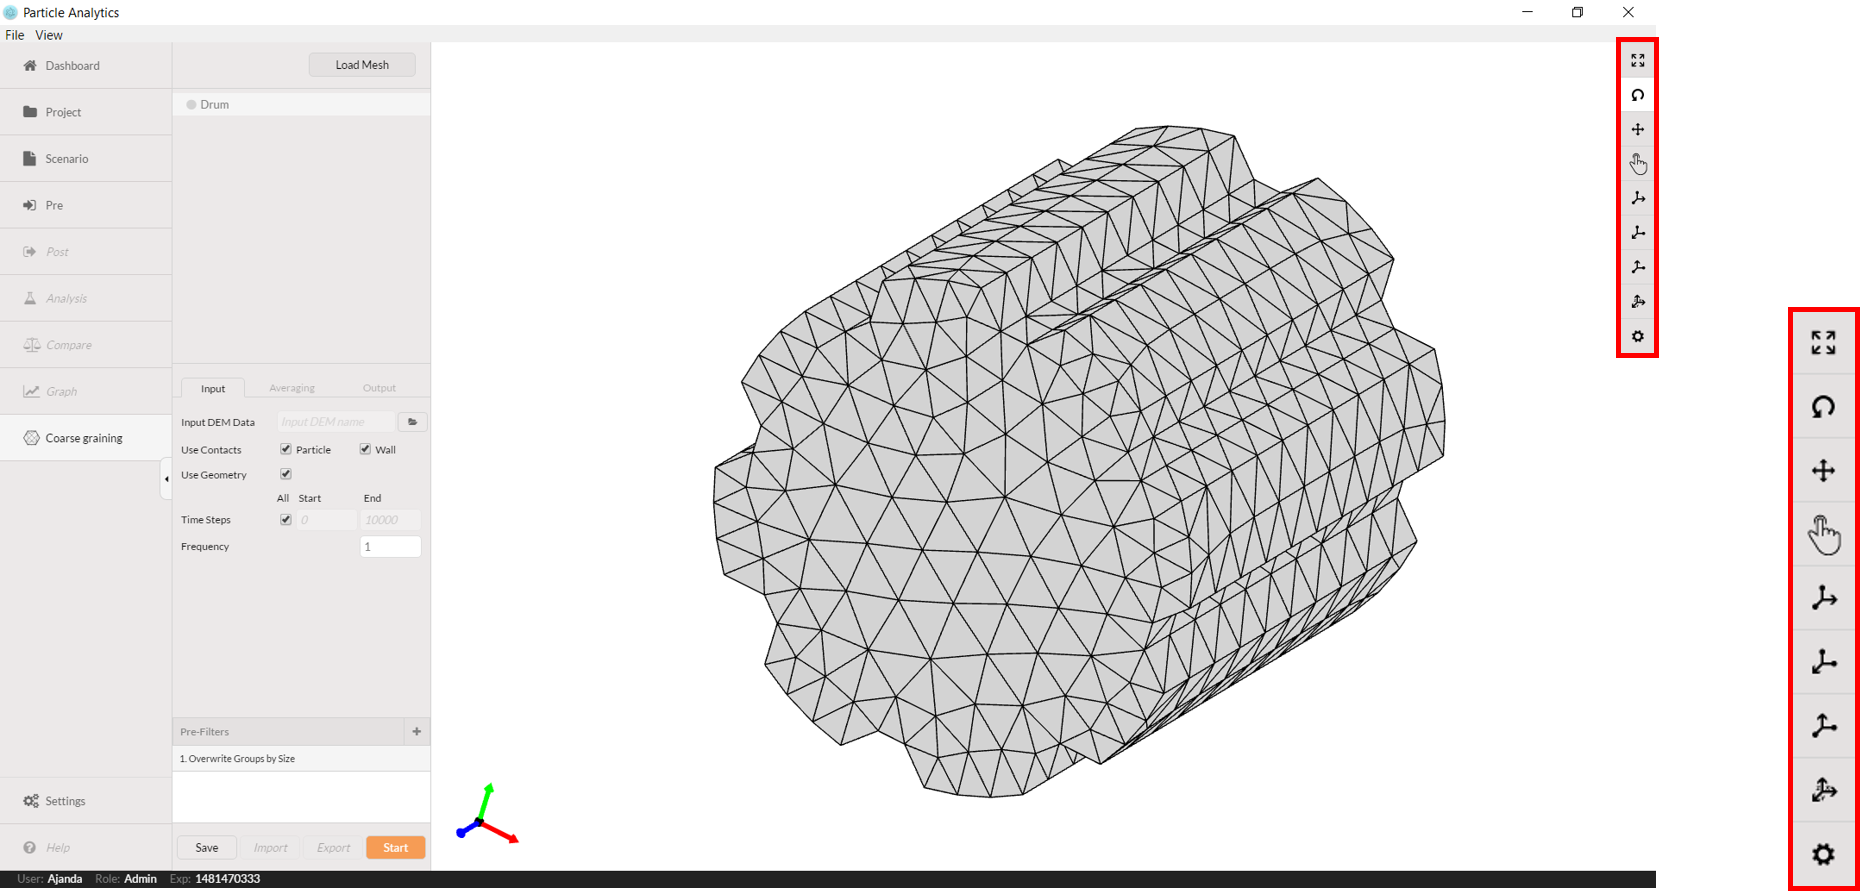 Particle Analytics
File View
Dashboard
Load Mesh
Drum
Project
Scenario
Pre
Post
Analysis
Compare
Graph
Coarse graining
Input Averaging Output
Input DEM Data Input DEM name
Use Contacts Particle Wall
Use Geometry
All Start End
Time Steps 0 10000
Frequency 1
Pre-Filters +
1. Overwrite Groups by Size
Settings
Help
Save Import Export Start
User: Ajanda Role: Admin Exp: 1481470333